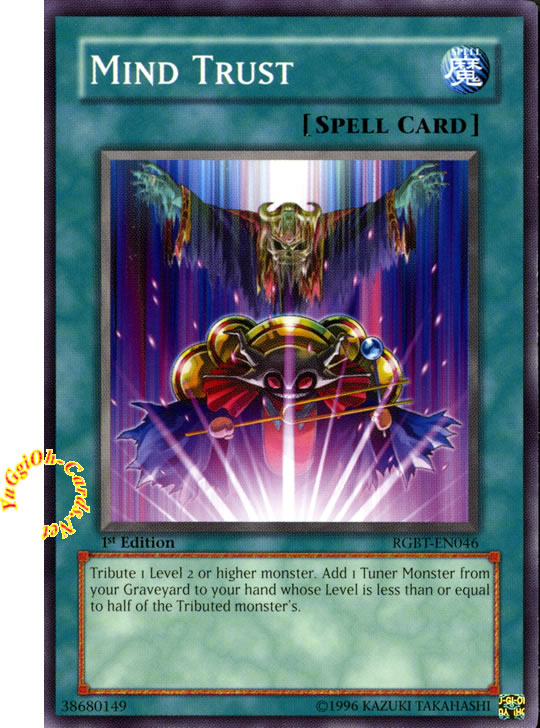 MIND TRUST
SPELL
魔
[SPELL CARD]
YuGgiOh-Cards.Net
1st Edition
RGBT-EN046
Tribute 1 Level 2 or higher monster. Add 1 Tuner Monster from
your Graveyard to your hand whose Level is less than or equal
to half of the Tributed monster's.
38680149
©1996 KAZUKI TAKAHASHI